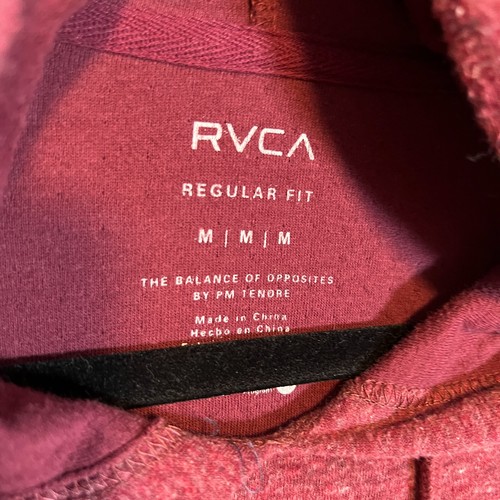 RVCA
REGULAR FIT
M | M | M
THE BALANCE OF OPPOSITES
BY PM TENORE
Made in China
Hecho en China